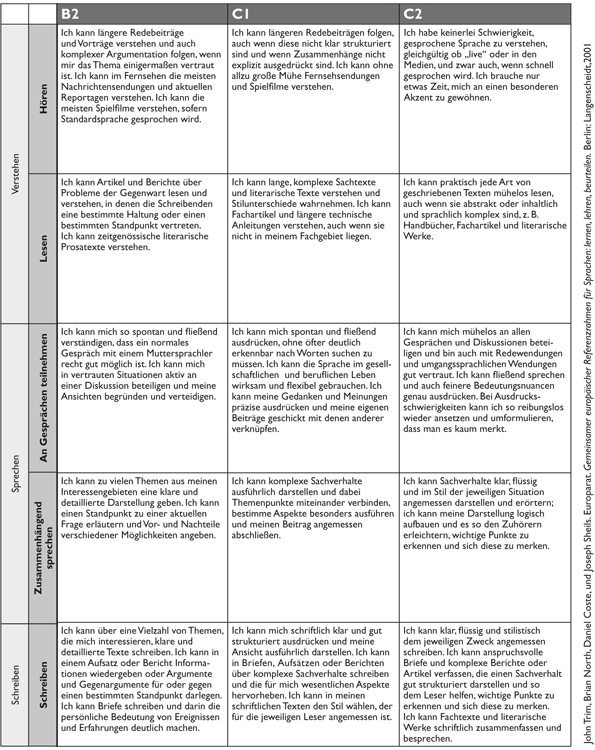 B2
C1
C2
Verstehen
Hören
Ich kann längere Redebeiträge
und Vorträge verstehen und auch
komplexer Argumentation folgen, wenn
mir das Thema einigermaßen vertraut
ist. Ich kann im Fernsehen die meisten
Nachrichtensendungen und aktuellen
Reportagen verstehen. Ich kann die
meisten Spielfilme verstehen, sofern
Standardsprache gesprochen wird.
Ich kann längeren Redebeiträgen folgen,
auch wenn diese nicht klar strukturiert
sind und wenn Zusammenhänge nicht
explizit ausgedrückt sind. Ich kann ohne
allzu große Mühe Fernsehsendungen
und Spielfilme verstehen.
Ich habe keinerlei Schwierigkeit,
gesprochene Sprache zu verstehen,
gleichgültig ob „live“ oder in den
Medien, und zwar auch, wenn schnell
gesprochen wird. Ich brauche nur
etwas Zeit, mich an einen besonderen
Akzent zu gewöhnen.
Lesen
Ich kann Artikel und Berichte über
Probleme der Gegenwart lesen und
verstehen, in denen die Schreibenden
eine bestimmte Haltung oder einen
bestimmten Standpunkt vertreten.
Ich kann zeitgenössische literarische
Prosatexte verstehen.
Ich kann lange, komplexe Sachtexte
und literarische Texte verstehen und
Stilunterschiede wahrnehmen. Ich kann
Fachartikel und längere technische
Anleitungen verstehen, auch wenn sie
nicht in meinem Fachgebiet liegen.
Ich kann praktisch jede Art von
geschriebenen Texten mühelos lesen,
auch wenn sie abstrakt oder inhaltlich
und sprachlich komplex sind, z. B.
Handbücher, Fachartikel und literarische
Werke.
Sprechen
An Gesprächen teilnehmen
Ich kann mich so spontan und fließend
verständigen, dass ein normales
Gespräch mit einem Muttersprachler
recht gut möglich ist. Ich kann mich
in vertrauten Situationen aktiv an
einer Diskussion beteiligen und meine
Ansichten begründen und verteidigen.
Ich kann mich spontan und fließend
ausdrücken, ohne öfter deutlich
erkennbar nach Worten suchen zu
müssen. Ich kann die Sprache im gesell-
schaftlichen und beruflichen Leben
wirksam und flexibel gebrauchen. Ich
kann meine Gedanken und Meinungen
präzise ausdrücken und meine eigenen
Beiträge geschickt mit denen anderer
verknüpfen.
Ich kann mich mühelos an allen
Gesprächen und Diskussionen betei-
ligen und bin auch mit Redewendungen
und umgangssprachlichen Wendungen
gut vertraut. Ich kann fließend sprechen
und auch feinere Bedeutungsnuancen
genau ausdrücken. Bei Ausdrucks-
schwierigkeiten kann ich so reibungslos
wieder ansetzen und umformulieren,
dass man es kaum merkt.
Zusammenhängend
sprechen
Ich kann zu vielen Themen aus meinen
Interessengebieten eine klare und
detaillierte Darstellung geben. Ich kann
einen Standpunkt zu einer aktuellen
Frage erläutern und Vor- und Nachteile
verschiedener Möglichkeiten angeben.
Ich kann komplexe Sachverhalte
ausführlich darstellen und dabei
Themenpunkte miteinander verbinden,
bestimme Aspekte besonders ausführen
und meinen Beitrag angemessen
abschließen.
Ich kann Sachverhalte klar, flüssig
und im Stil der jeweiligen Situation
angemessen darstellen und erörtern;
ich kann meine Darstellung logisch
aufbauen und es so den Zuhörern
erleichtern, wichtige Punkte zu
erkennen und sich diese zu merken.
Schreiben
Schreiben
Ich kann über eine Vielzahl von Themen,
die mich interessieren, klare und
detaillierte Texte schreiben. Ich kann in
einem Aufsatz oder Bericht Informa-
tionen wiedergeben oder Argumente
und Gegenargumente für oder gegen
einen bestimmten Standpunkt darlegen.
Ich kann Briefe schreiben und darin die
persönliche Bedeutung von Ereignissen
und Erfahrungen deutlich machen.
Ich kann mich schriftlich klar und gut
strukturiert ausdrücken und meine
Ansicht ausführlich darstellen. Ich kann
in Briefen, Aufsätzen oder Berichten
über komplexe Sachverhalte schreiben
und die für mich wesentlichen Aspekte
hervorheben. Ich kann in meinen
schriftlichen Texten den Stil wählen, der
für die jeweiligen Leser angemessen ist.
Ich kann klar, flüssig und stilistisch
dem jeweiligen Zweck angemessen
schreiben. Ich kann anspruchsvolle
Briefe und komplexe Berichte oder
Artikel verfassen, die einen Sachverhalt
gut strukturiert darstellen und so
dem Leser helfen, wichtige Punkte zu
erkennen und sich diese zu merken.
Ich kann Fachtexte und literarische
Werke schriftlich zusammenfassen und
besprechen.
John Trim, Brian North, Daniel Coste, und Joseph Sheils, Europarat. Gemeinsamer europäischer Referenzrahmen für Sprachen: lernen, lehren, beurteilen. Berlin: Langenscheidt, 2001